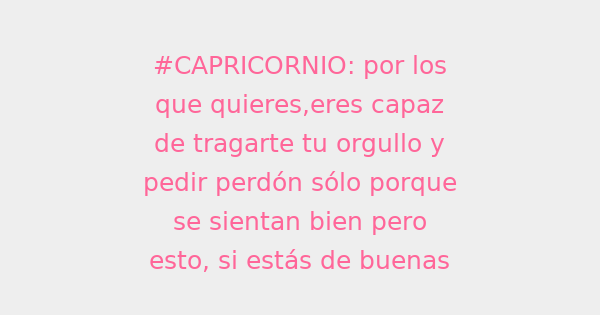 #CAPRICORNIO: por los
que quieres,eres capaz
de tragarte tu orgullo y
pedir perdón sólo porque
se sientan bien pero
esto, si estás de buenas